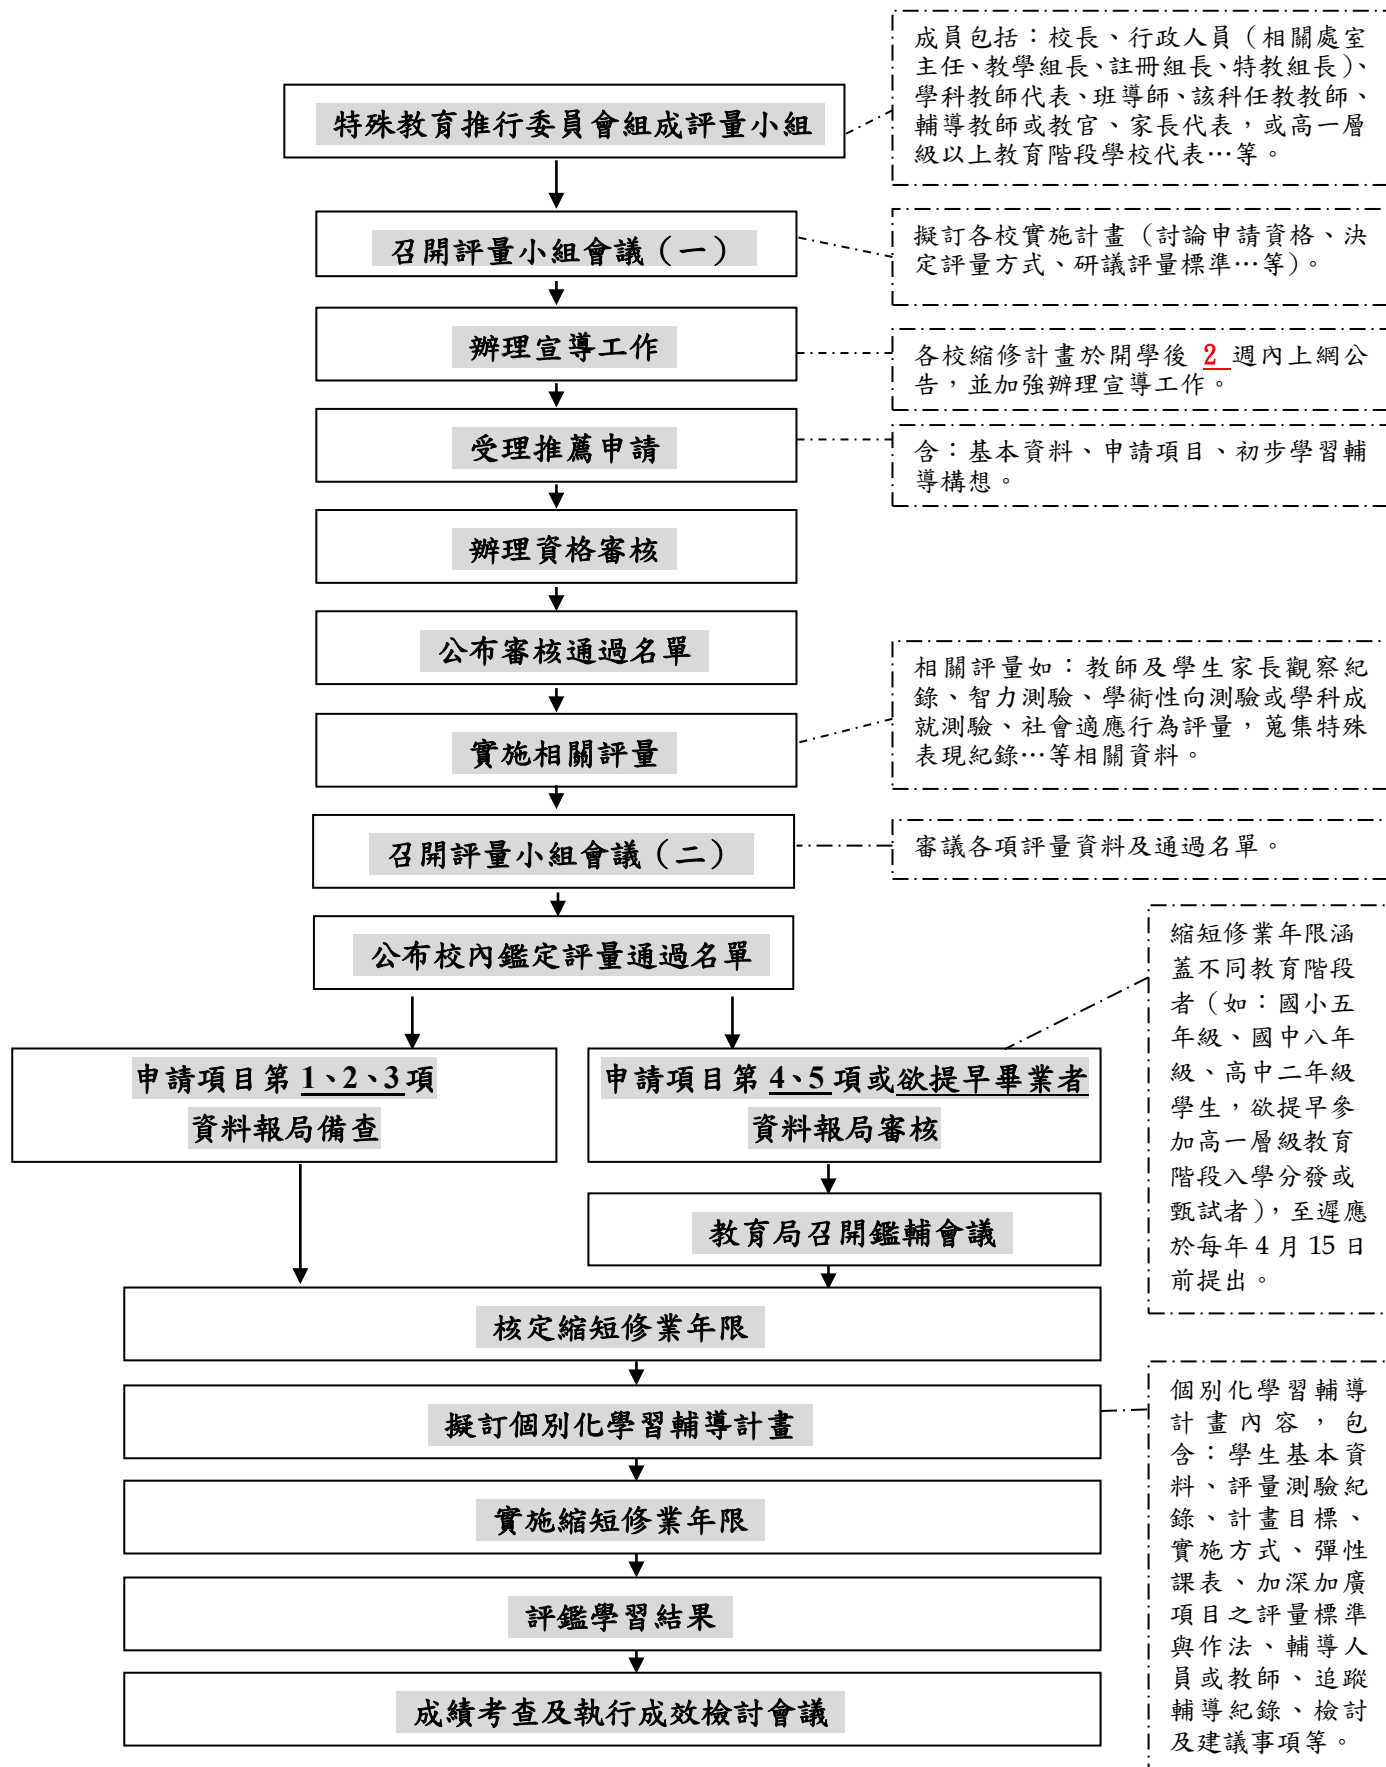 特殊教育推行委員會組成評量小組
成員包括：校長、行政人員（相關處室
主任、教學組長、註冊組長、特教組長）、
學科教師代表、班導師、該科任教教師、
輔導教師或教官、家長代表，或高一層
級以上教育階段學校代表…等。
召開評量小組會議（一）
擬訂各校實施計畫（討論申請資格、決
定評量方式、研議評量標準…等）。
辦理宣導工作
各校縮修計畫於開學後 2 週內上網公
告，並加強辦理宣導工作。
受理推薦申請
含：基本資料、申請項目、初步學習輔
導構想。
辦理資格審核
公布審核通過名單
實施相關評量
相關評量如：教師及學生家長觀察紀
錄、智力測驗、學術性向測驗或學科成
就測驗、社會適應行為評量，蒐集特殊
表現紀錄…等相關資料。
召開評量小組會議（二）
審議各項評量資料及通過名單。
公布校內鑑定評量通過名單
申請項目第 1、2、3 項
資料報局備查
申請項目第 4、5 項或欲提早畢業者
資料報局審核
縮短修業年限涵
蓋不同教育階段
者（如：國小五
年級、國中八年
級、高中二年級
學生，欲提早參
加高一層級教育
階段入學分發或
甄試者），至遲應
於每年 4 月 15 日
前提出。
教育局召開鑑輔會議
核定縮短修業年限
擬訂個別化學習輔導計畫
個別化學習輔導
計畫內容，包
含：學生基本資
料、評量測驗紀
錄、計畫目標、
實施方式、彈性
課表、加深加廣
項目之評量標準
與作法、輔導人
員或教師、追蹤
輔導紀錄、檢討
及建議事項等。
實施縮短修業年限
評鑑學習結果
成績考查及執行成效檢討會議